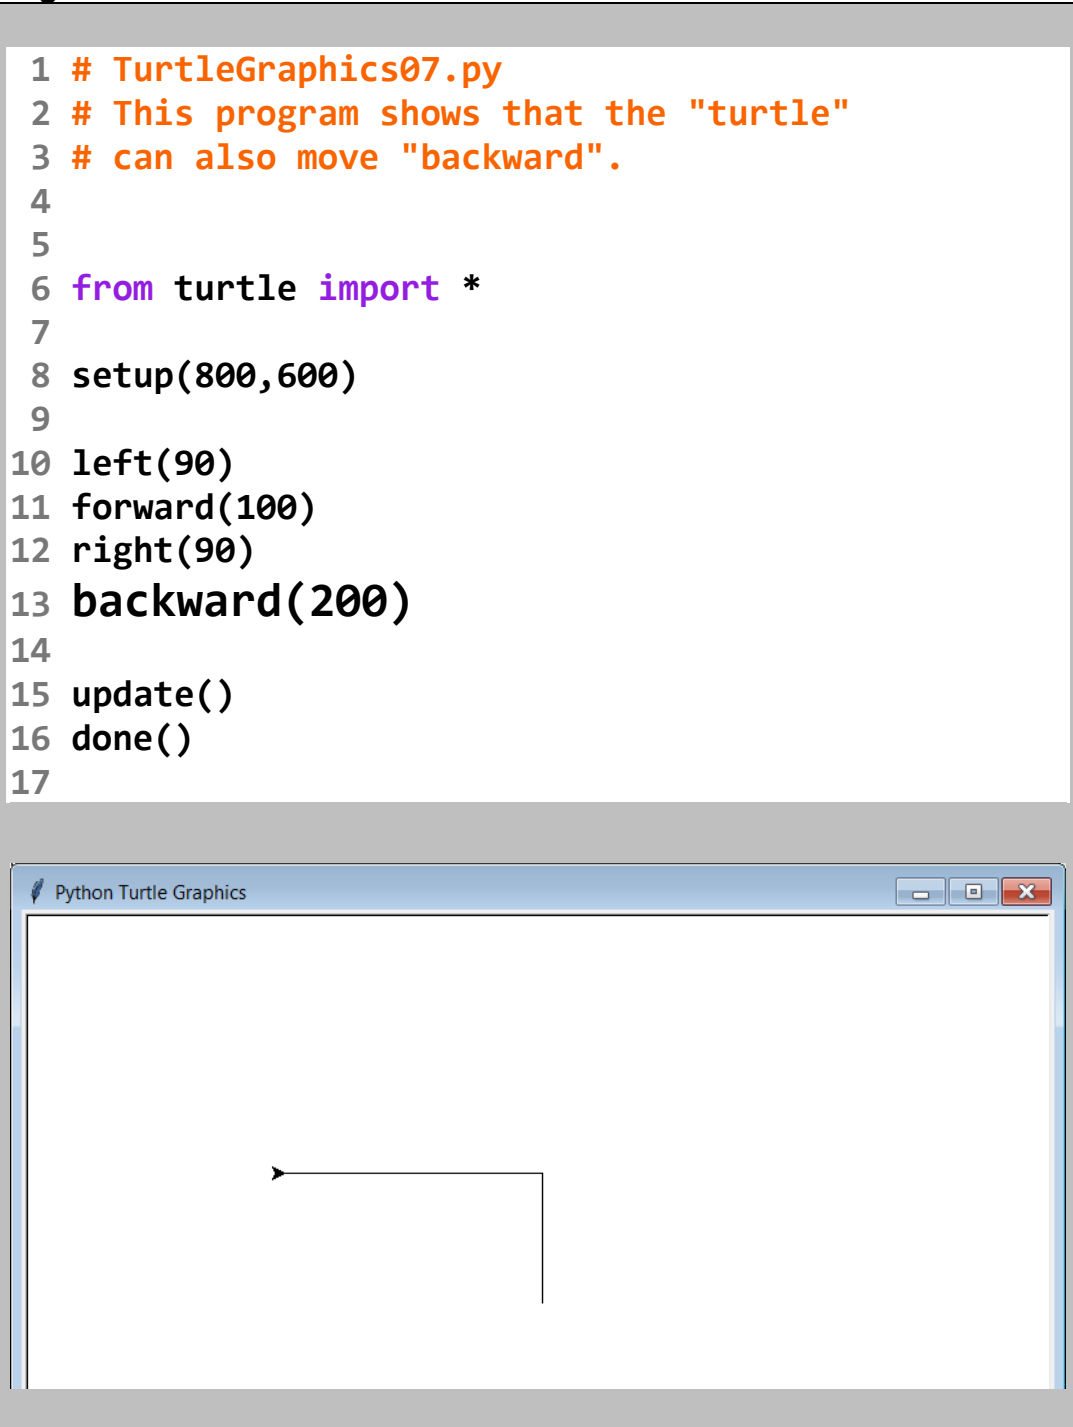 1 # TurtleGraphics07.py
2 # This program shows that the "turtle"
3 # can also move "backward".
4
5
6 from turtle import *
7
8 setup(800,600)
9
10 left(90)
11 forward(100)
12 right(90)
13 backward(200)
14
15 update()
16 done()
17
Python Turtle Graphics